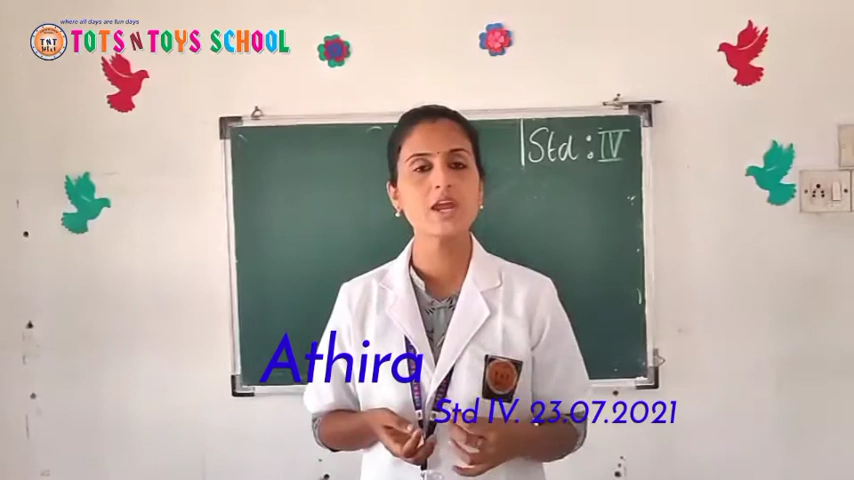 where all days are fun days
TOTS N TOYS SCHOOL
Std : IV
Athira
Std IV. 23.07.2021